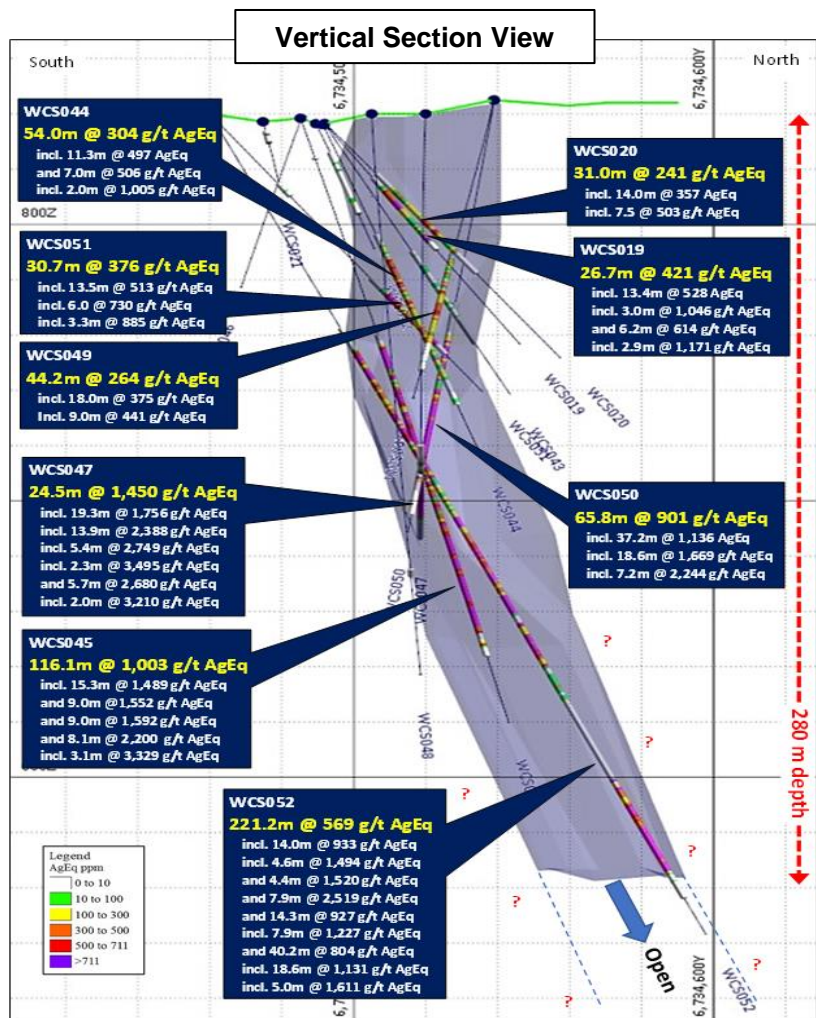 Vertical Section View
South
North
6,734,50
6,734,600Y
WCS044
54.0m @ 304 g/t AgEq
incl. 11.3m @ 497 AgEq
and 7.0m @ 506 g/t AgEq
incl. 2.0m @ 1,005 g/t AgEq
WCS020
31.0m @ 241 g/t AgEq
incl. 14.0m @ 357 AgEq
incl. 7.5 @ 503 g/t AgEq
800Z
WCS051
30.7m @ 376 g/t AgEq
incl. 13.5m @ 513 g/t AgEq
incl. 6.0 @ 730 g/t AgEq
incl. 3.3m @ 885 g/t AgEq
WCS021
WCS019
26.7m @ 421 g/t AgEq
incl. 13.4m @ 528 AgEq
incl. 3.0m @ 1,046 g/t AgEq
and 6.2m @ 614 g/t AgEq
incl. 2.9m @ 1,171 g/t AgEq
WCS049
44.2m @ 264 g/t AgEq
incl. 18.0m @ 375 g/t AgEq
Incl. 9.0m @ 441 g/t AgEq
WCS019
WCS020
WCS051
WCS043
WCS044
WCS047
24.5m @ 1,450 g/t AgEq
incl. 19.3m @ 1,756 g/t AgEq
incl. 13.9m @ 2,388 g/t AgEq
incl. 5.4m @ 2,749 g/t AgEq
incl. 2.3m @ 3,495 g/t AgEq
and 5.7m @ 2,680 g/t AgEq
incl. 2.0m @ 3,210 g/t AgEq
WCS050
65.8m @ 901 g/t AgEq
incl. 37.2m @ 1,136 AgEq
incl. 18.6m @ 1,669 g/t AgEq
incl. 7.2m @ 2,244 g/t AgEq
WCS050
WCS047
WCS045
116.1m @ 1,003 g/t AgEq
incl. 15.3m @ 1,489 g/t AgEq
and 9.0m @1,552 g/t AgEq
and 9.0m @ 1,592 g/t AgEq
and 8.1m @ 2,200 g/t AgEq
incl. 3.1m @ 3,329 g/t AgEq
WCS048
?
?
?
280 m depth
WCS052
221.2m @ 569 g/t AgEq
incl. 14.0m @ 933 g/t AgEq
incl. 4.6m @ 1,494 g/t AgEq
and 4.4m @ 1,520 g/t AgEq
and 7.9m @ 2,519 g/t AgEq
and 14.3m @ 927 g/t AgEq
incl. 7.9m @ 1,227 g/t AgEq
and 40.2m @ 804 g/t AgEq
incl. 18.6m @ 1,131 g/t AgEq
incl. 5.0m @ 1,611 g/t AgEq
?
?
?
?
Legend
AgEq ppm
0 to 10
10 to 100
100 to 300
300 to 500
500 to 711
>711
Open
6,734,600Y
WCS052